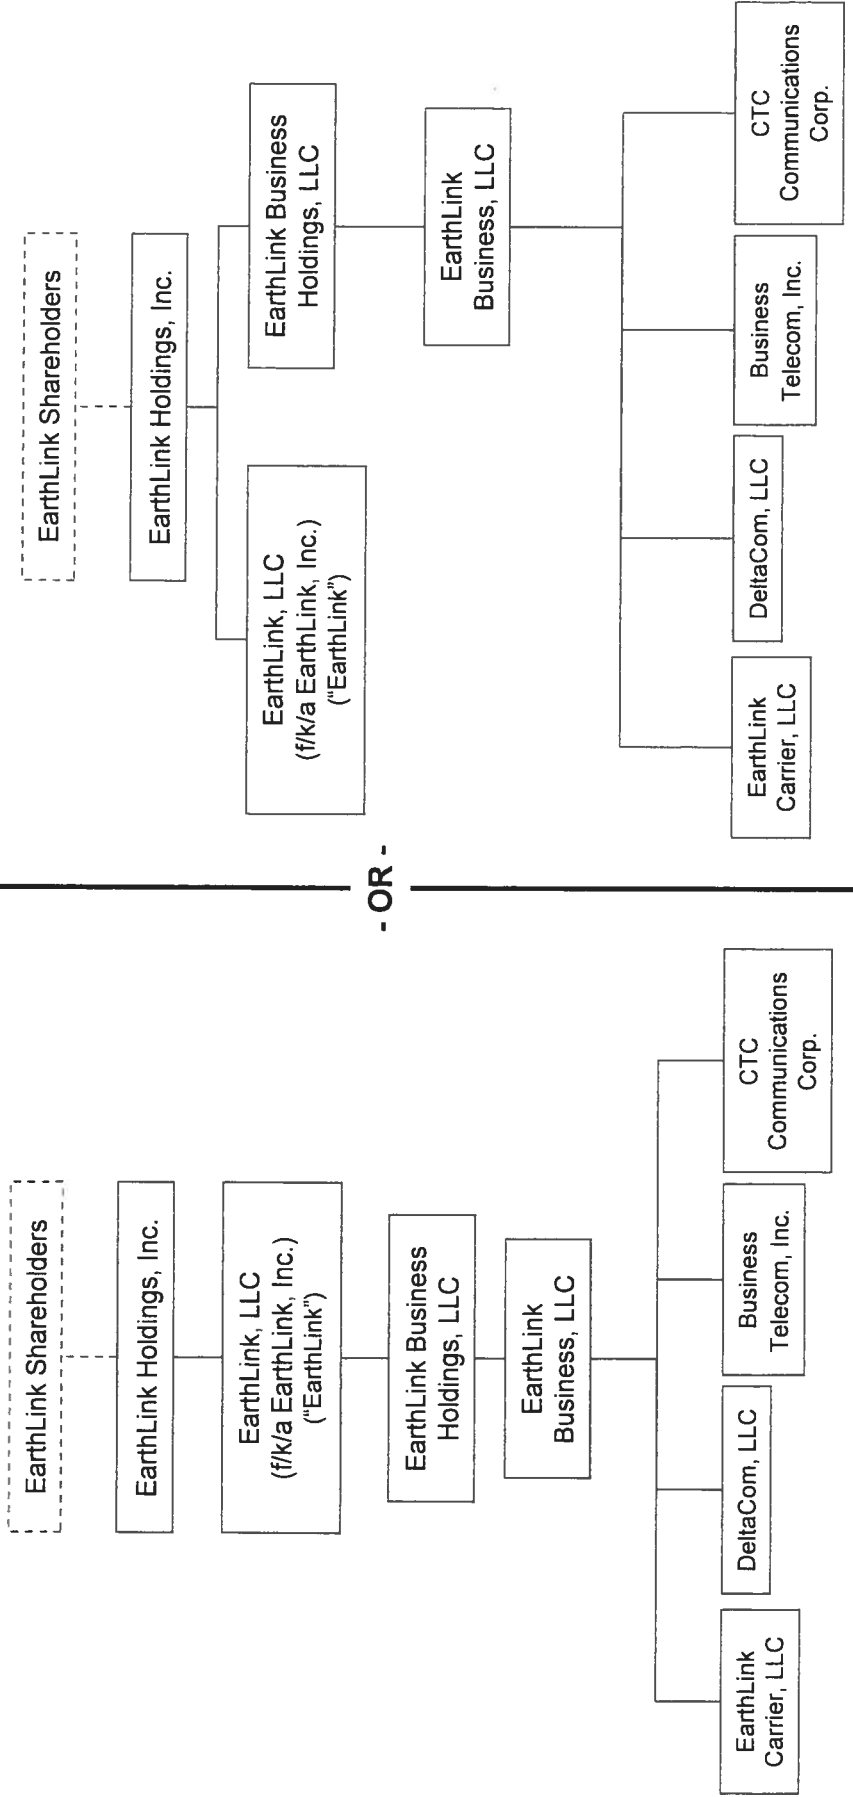 EarthLink Shareholders
EarthLink Holdings, Inc.
EarthLink, LLC
(f/k/a EarthLink, Inc.)
(“EarthLink”)
EarthLink Business
Holdings, LLC
EarthLink
Business, LLC
EarthLink
Carrier, LLC
DeltaCom, LLC
Business
Telecom, Inc.
CTC
Communications
Corp.
- OR -
EarthLink Shareholders
EarthLink Holdings, Inc.
EarthLink, LLC
(f/k/a EarthLink, Inc.)
(“EarthLink”)
EarthLink Business
Holdings, LLC
EarthLink
Business, LLC
EarthLink
Carrier, LLC
DeltaCom, LLC
Business
Telecom, Inc.
CTC
Communications
Corp.